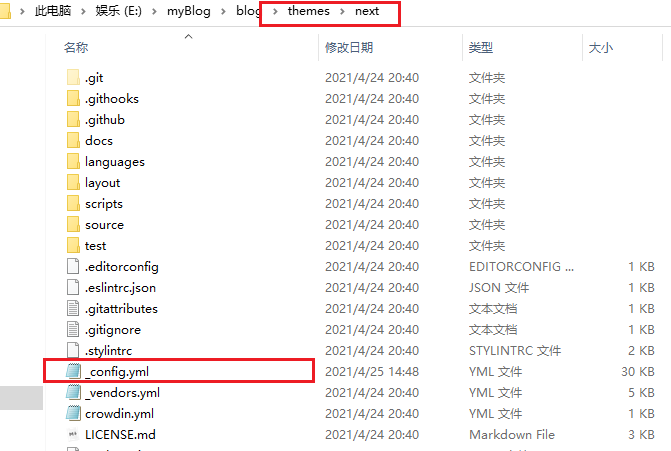 此电脑 > 娱乐 (E:) > myBlog > blog > themes > next
名称 修改日期 类型 大小
.git 2021/4/24 20:40 文件夹
.githooks 2021/4/24 20:40 文件夹
.github 2021/4/24 20:40 文件夹
docs 2021/4/24 20:40 文件夹
languages 2021/4/24 20:40 文件夹
layout 2021/4/24 20:40 文件夹
scripts 2021/4/24 20:40 文件夹
source 2021/4/24 20:40 文件夹
test 2021/4/24 20:40 文件夹
.editorconfig 2021/4/24 20:40 EDITORCONFIG ... 1 KB
.eslintrc.json 2021/4/24 20:40 JSON 文件 1 KB
.gitattributes 2021/4/24 20:40 文本文档 1 KB
.gitignore 2021/4/24 20:40 文本文档 1 KB
.stylintrc 2021/4/24 20:40 STYLINTRC 文件 2 KB
_config.yml 2021/4/25 14:48 YML 文件 30 KB
_vendors.yml 2021/4/24 20:40 YML 文件 5 KB
crowdin.yml 2021/4/24 20:40 YML 文件 1 KB
LICENSE.md 2021/4/24 20:40 Markdown File 3 KB